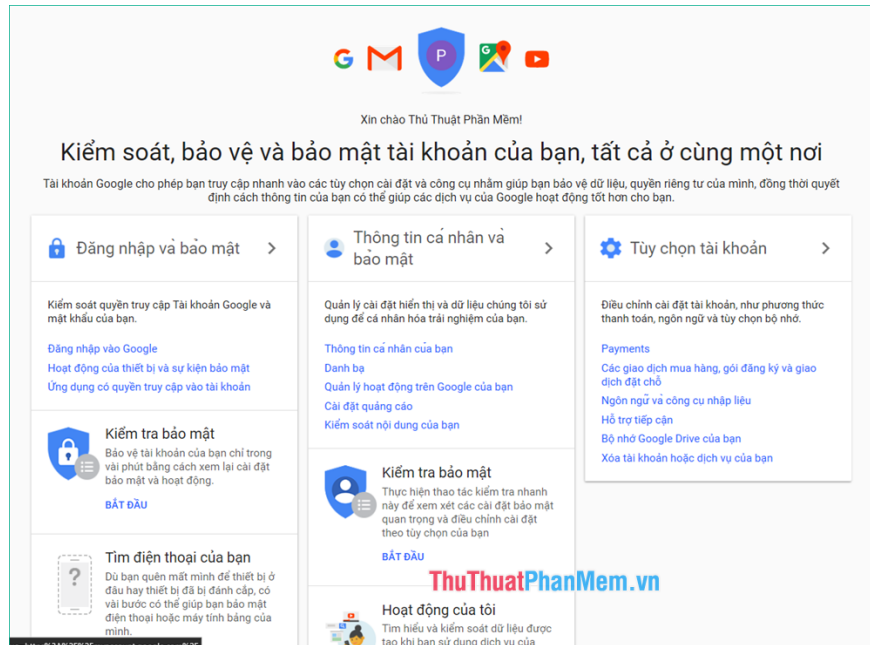 G
P
G
Xin chào Thủ Thuật Phần Mềm!
Kiểm soát, bảo vệ và bảo mật tài khoản của bạn, tất cả ở cùng một nơi
Tài khoản Google cho phép bạn truy cập nhanh vào các tùy chọn cài đặt và công cụ nhằm giúp bạn bảo vệ dữ liệu, quyền riêng tư của mình, đồng thời quyết
định cách thông tin của bạn có thể giúp các dịch vụ của Google hoạt động tốt hơn cho bạn.
Đăng nhập và bảo mật
Kiểm soát quyền truy cập Tài khoản Google và
mật khẩu của bạn.
Đăng nhập vào Google
Hoạt động của thiết bị và sự kiện bảo mật
Ứng dụng có quyền truy cập vào tài khoản
Kiểm tra bảo mật
Bảo vệ tài khoản của bạn chỉ trong
vài phút bằng cách xem lại cài đặt
bảo mật và hoạt động.
BẮT ĐẦU
?
Tìm điện thoại của bạn
Dù bạn quên mất mình để thiết bị ở
đâu hay thiết bị đã bị đánh cắp, có
vài bước có thể giúp bạn bảo mật
điện thoại hoặc máy tính bảng của
mình.
Thông tin cá nhân và
bảo mật
Quản lý cài đặt hiển thị và dữ liệu chúng tôi sử
dụng để cá nhân hóa trải nghiệm của bạn.
Thông tin cá nhân của bạn
Danh bạ
Quản lý hoạt động trên Google của bạn
Cài đặt quảng cáo
Kiểm soát nội dung của bạn
Kiểm tra bảo mật
Thực hiện thao tác kiểm tra nhanh
này để xem xét các cài đặt bảo mật
quan trọng và điều chỉnh cài đặt
theo tùy chọn của bạn
BẮT ĐẦU
Hoạt động của tôi
Tìm hiểu và kiểm soát dữ liệu được
tạo khi bạn sử dụng dịch vụ của
Tùy chọn tài khoản
Điều chỉnh cài đặt tài khoản, như phương thức
thanh toán, ngôn ngữ và tùy chọn bộ nhớ.
Payments
Các giao dịch mua hàng, gói đăng ký và giao
dịch đặt chỗ
Ngôn ngữ và công cụ nhập liệu
Hỗ trợ tiếp cận
Bộ nhớ Google Drive của bạn
Xóa tài khoản hoặc dịch vụ của bạn
ThuThuatPhanMem.vn